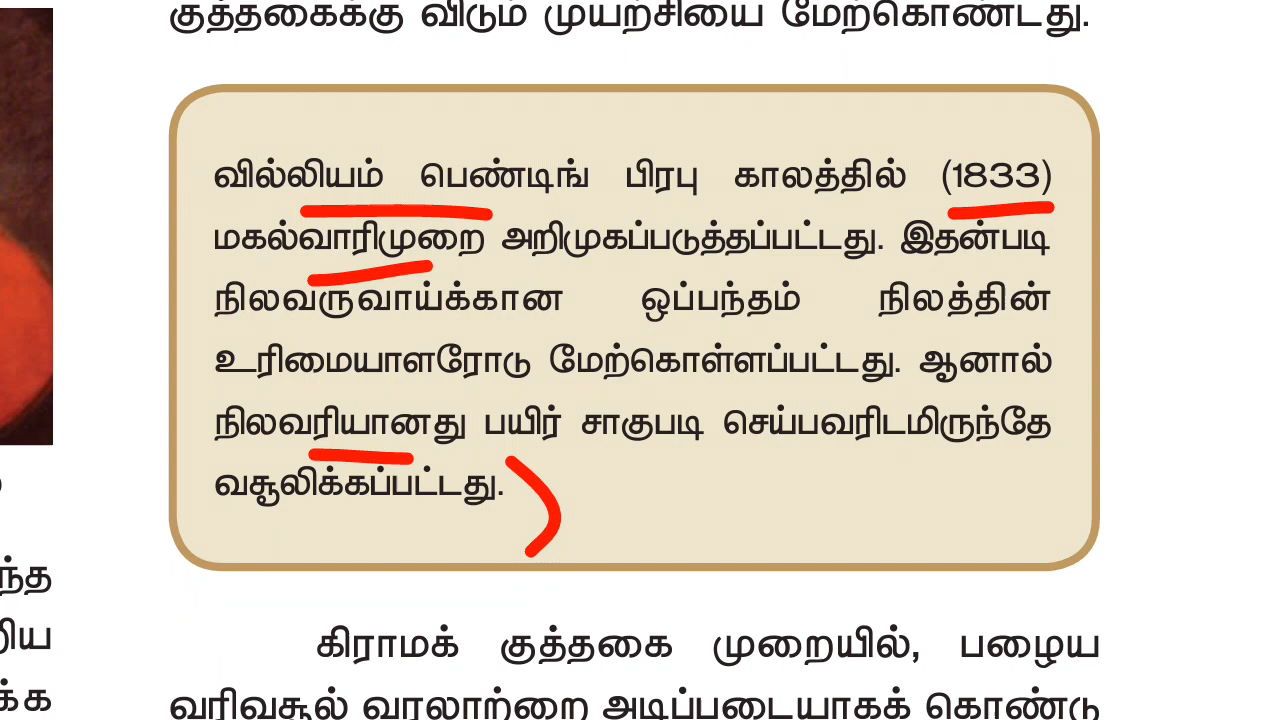 குத்தகைக்கு விடும் முயற்சியை மேற்கொண்டது.
வில்லியம் பெண்டிங் பிரபு காலத்தில் (1833)
மகல்வாரிமுறை அறிமுகப்படுத்தப்பட்டது. இதன்படி
நிலவருவாய்க்கான ஒப்பந்தம் நிலத்தின்
உரிமையாளரோடு மேற்கொள்ளப்பட்டது. ஆனால்
நிலவரியானது பயிர் சாகுபடி செய்பவரிடமிருந்தே
வசூலிக்கப்பட்டது.
கிராமக் குத்தகை முறையில், பழைய
வரிவசூல் வரலாற்றை அடிப்படையாகக் கொண்டு